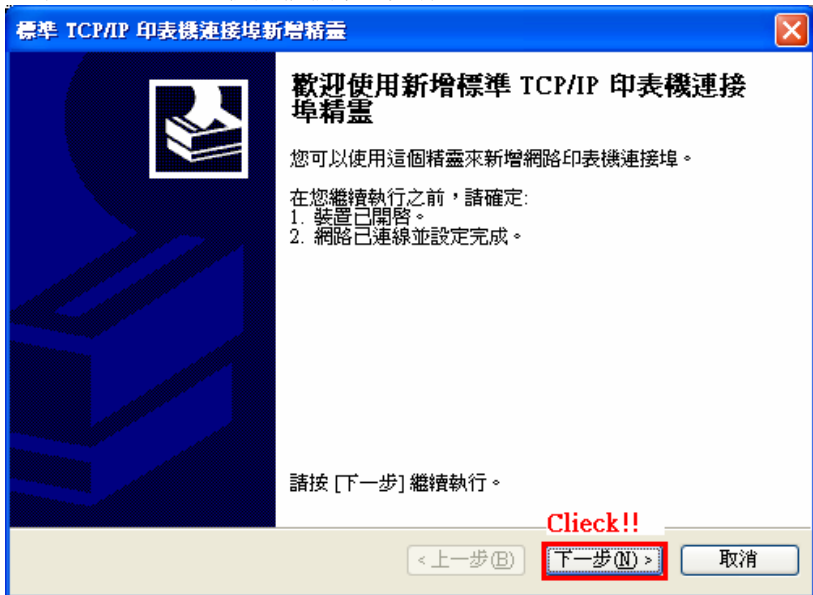 標準 TCP/IP 印表機連接埠新增精靈
歡迎使用新增標準 TCP/IP 印表機連接
埠精靈
您可以使用這個精靈來新增網路印表機連接埠。
在您繼續執行之前，請確定:
1. 裝置已開啓。
2. 網路已連線並設定完成。
請按 [下一步] 繼續執行。
Clieck!!
<上一步(B) 下一步(N) > 取消